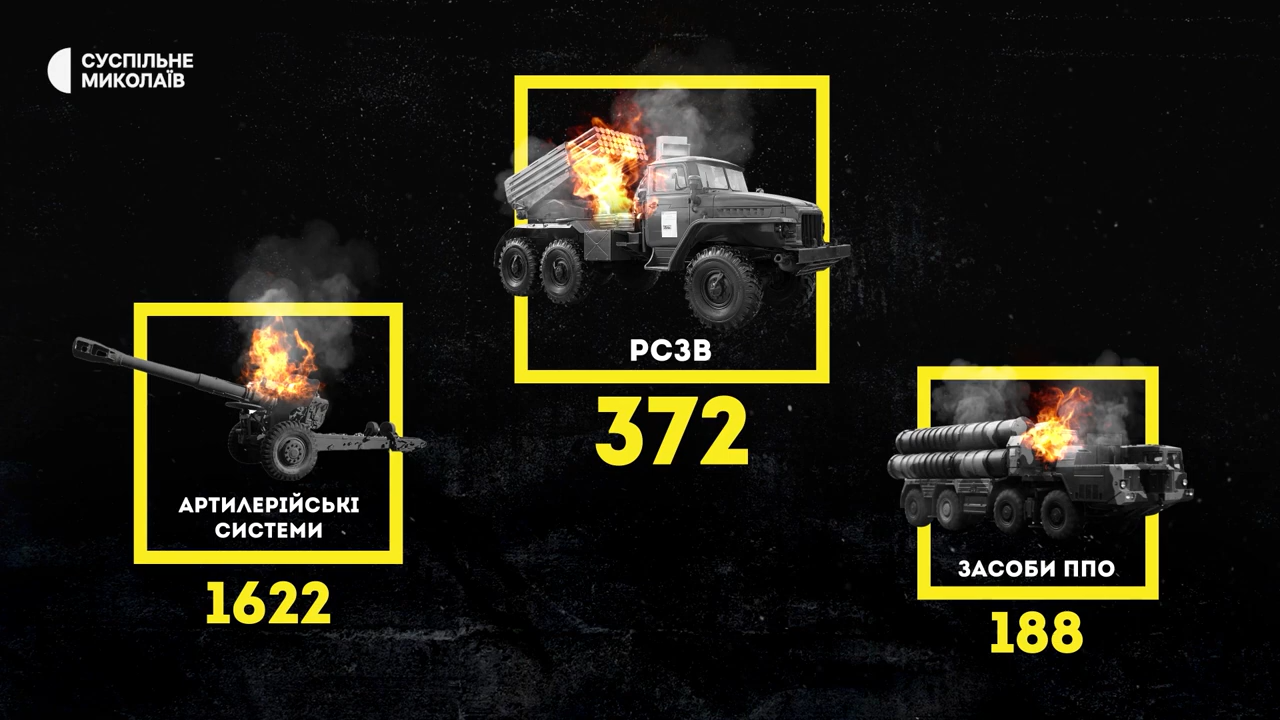 СУСПІЛЬНЕ
МИКОЛАЇВ
РСЗВ
372
АРТИЛЕРІЙСЬКІ
СИСТЕМИ
1622
ЗАСОБИ ППО
188